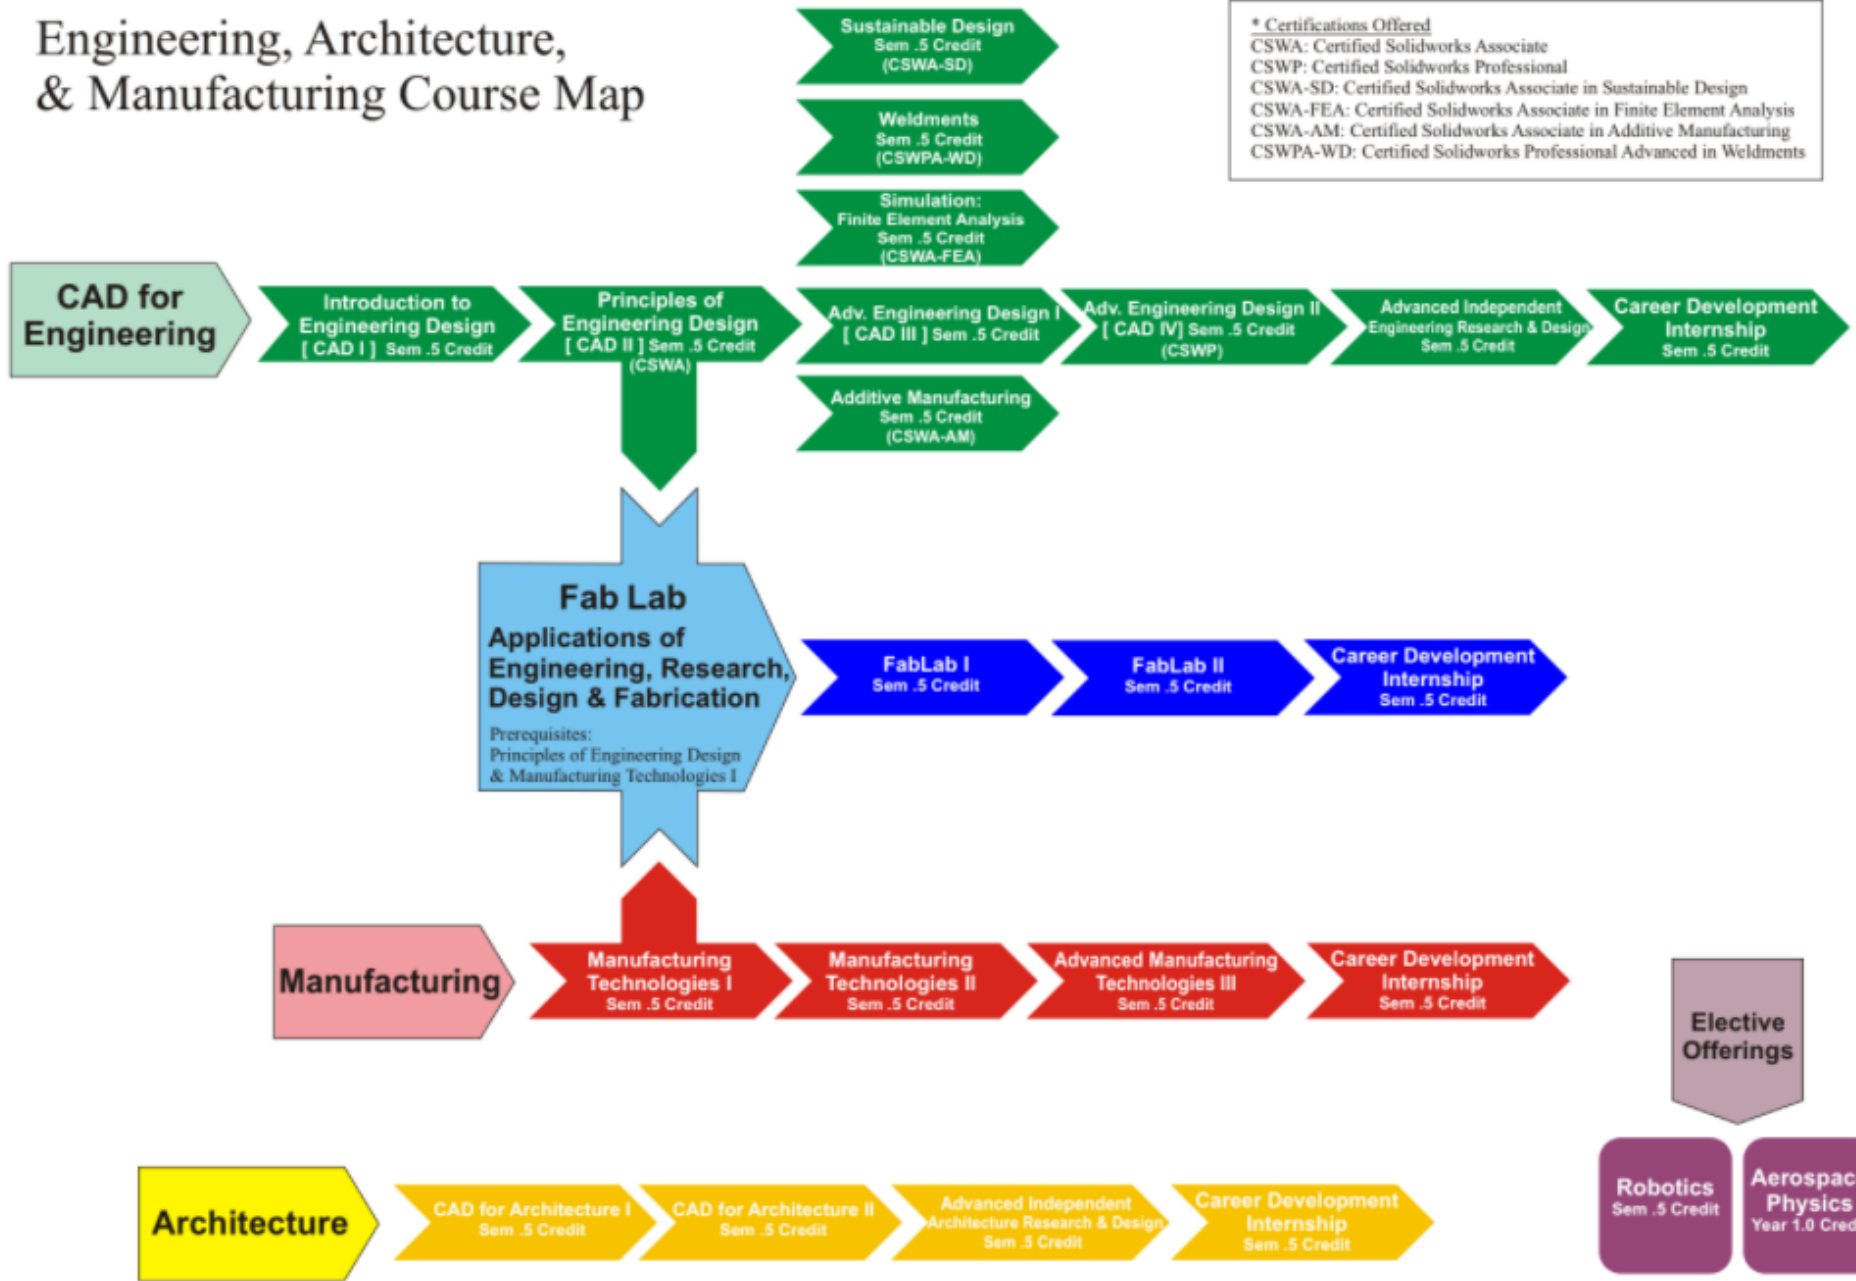 Engineering, Architecture,
& Manufacturing Course Map
Sustainable Design
Sem .5 Credit
(CSWA-SD)
Weldments
Sem .5 Credit
(CSWPA-WD)
Simulation:
Finite Element Analysis
Sem .5 Credit
(CSWA-FEA)
* Certifications Offered
CSWA: Certified Solidworks Associate
CSWP: Certified Solidworks Professional
CSWA-SD: Certified Solidworks Associate in Sustainable Design
CSWA-FEA: Certified Solidworks Associate in Finite Element Analysis
CSWA-AM: Certified Solidworks Associate in Additive Manufacturing
CSWPA-WD: Certified Solidworks Professional Advanced in Weldments
CAD for
Engineering
Introduction to
Engineering Design
[ CAD I ] Sem .5 Credit
Principles of
Engineering Design
[ CAD II ] Sem .5 Credit
(CSWA)
Adv. Engineering Design I
[ CAD III ] Sem .5 Credit
Adv. Engineering Design II
[ CAD IV] Sem .5 Credit
(CSWP)
Advanced Independent
Engineering Research & Design
Sem .5 Credit
Career Development
Internship
Sem .5 Credit
Additive Manufacturing
Sem .5 Credit
(CSWA-AM)
Fab Lab
Applications of
Engineering, Research,
Design & Fabrication
Prerequisites:
Principles of Engineering Design
& Manufacturing Technologies I
FabLab I
Sem .5 Credit
FabLab II
Sem .5 Credit
Career Development
Internship
Sem .5 Credit
Manufacturing
Manufacturing
Technologies I
Sem .5 Credit
Manufacturing
Technologies II
Sem .5 Credit
Advanced Manufacturing
Technologies III
Sem .5 Credit
Career Development
Internship
Sem .5 Credit
Elective
Offerings
Robotics
Sem .5 Credit
Aerospac
Physics
Year 1.0 Cred
Architecture
CAD for Architecture I
Sem .5 Credit
CAD for Architecture II
Sem .5 Credit
Advanced Independent
Architecture Research & Design
Sem .5 Credit
Career Development
Internship
Sem .5 Credit